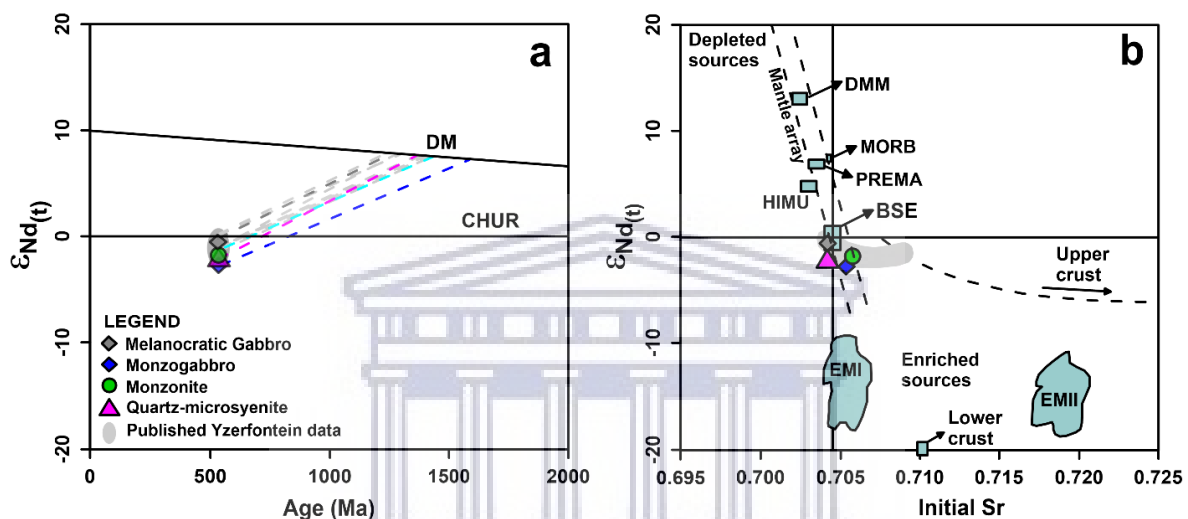 a
20
10
0
-10
-20
εNd(t)
DM
CHUR
LEGEND
Melanocratic Gabbro
Monzogabbro
Monzonite
Quartz-microsyenite
Published Yzerfontein data
0
500
1000
1500
2000
Age (Ma)
b
20
10
0
-10
-20
εNd(t)
Depleted
sources
Mantle array
DMM
MORB
PREMA
HIMU
BSE
Upper
crust
EMI
Enriched
sources
EMII
Lower
crust
0.695
0.700
0.705
0.710
0.715
0.720
0.725
Initial Sr